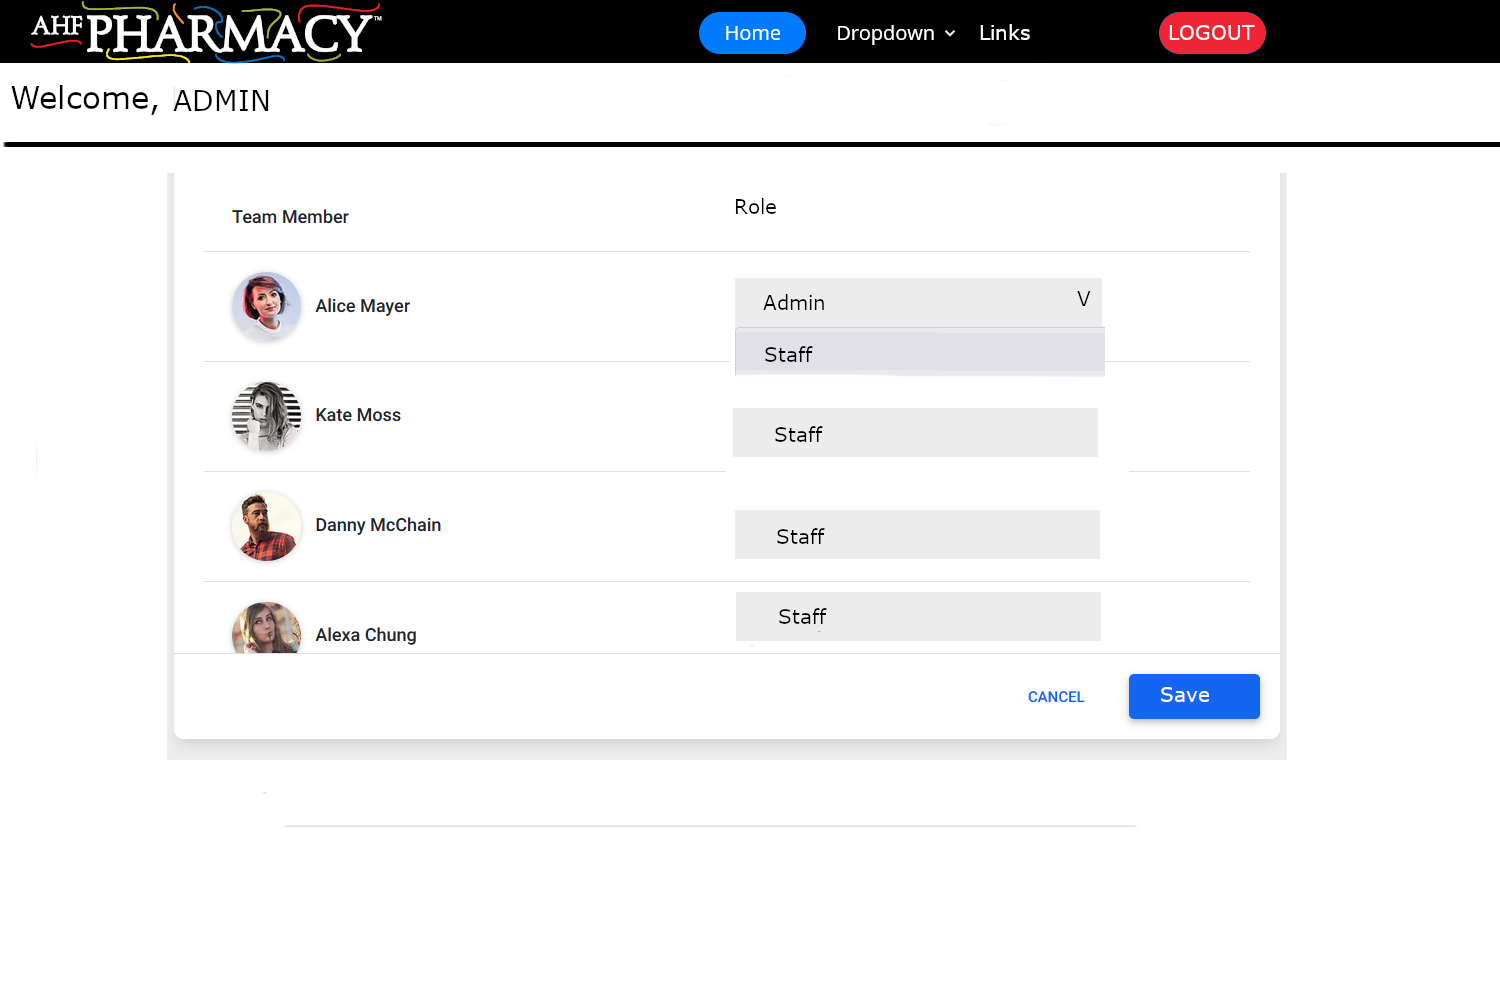 AHF PHARMACY™
Home Dropdown Links LOGOUT
Welcome, ADMIN
Team Member Role
Alice Mayer Admin V
Staff
Kate Moss Staff
Danny McChain Staff
Alexa Chung Staff
CANCEL Save